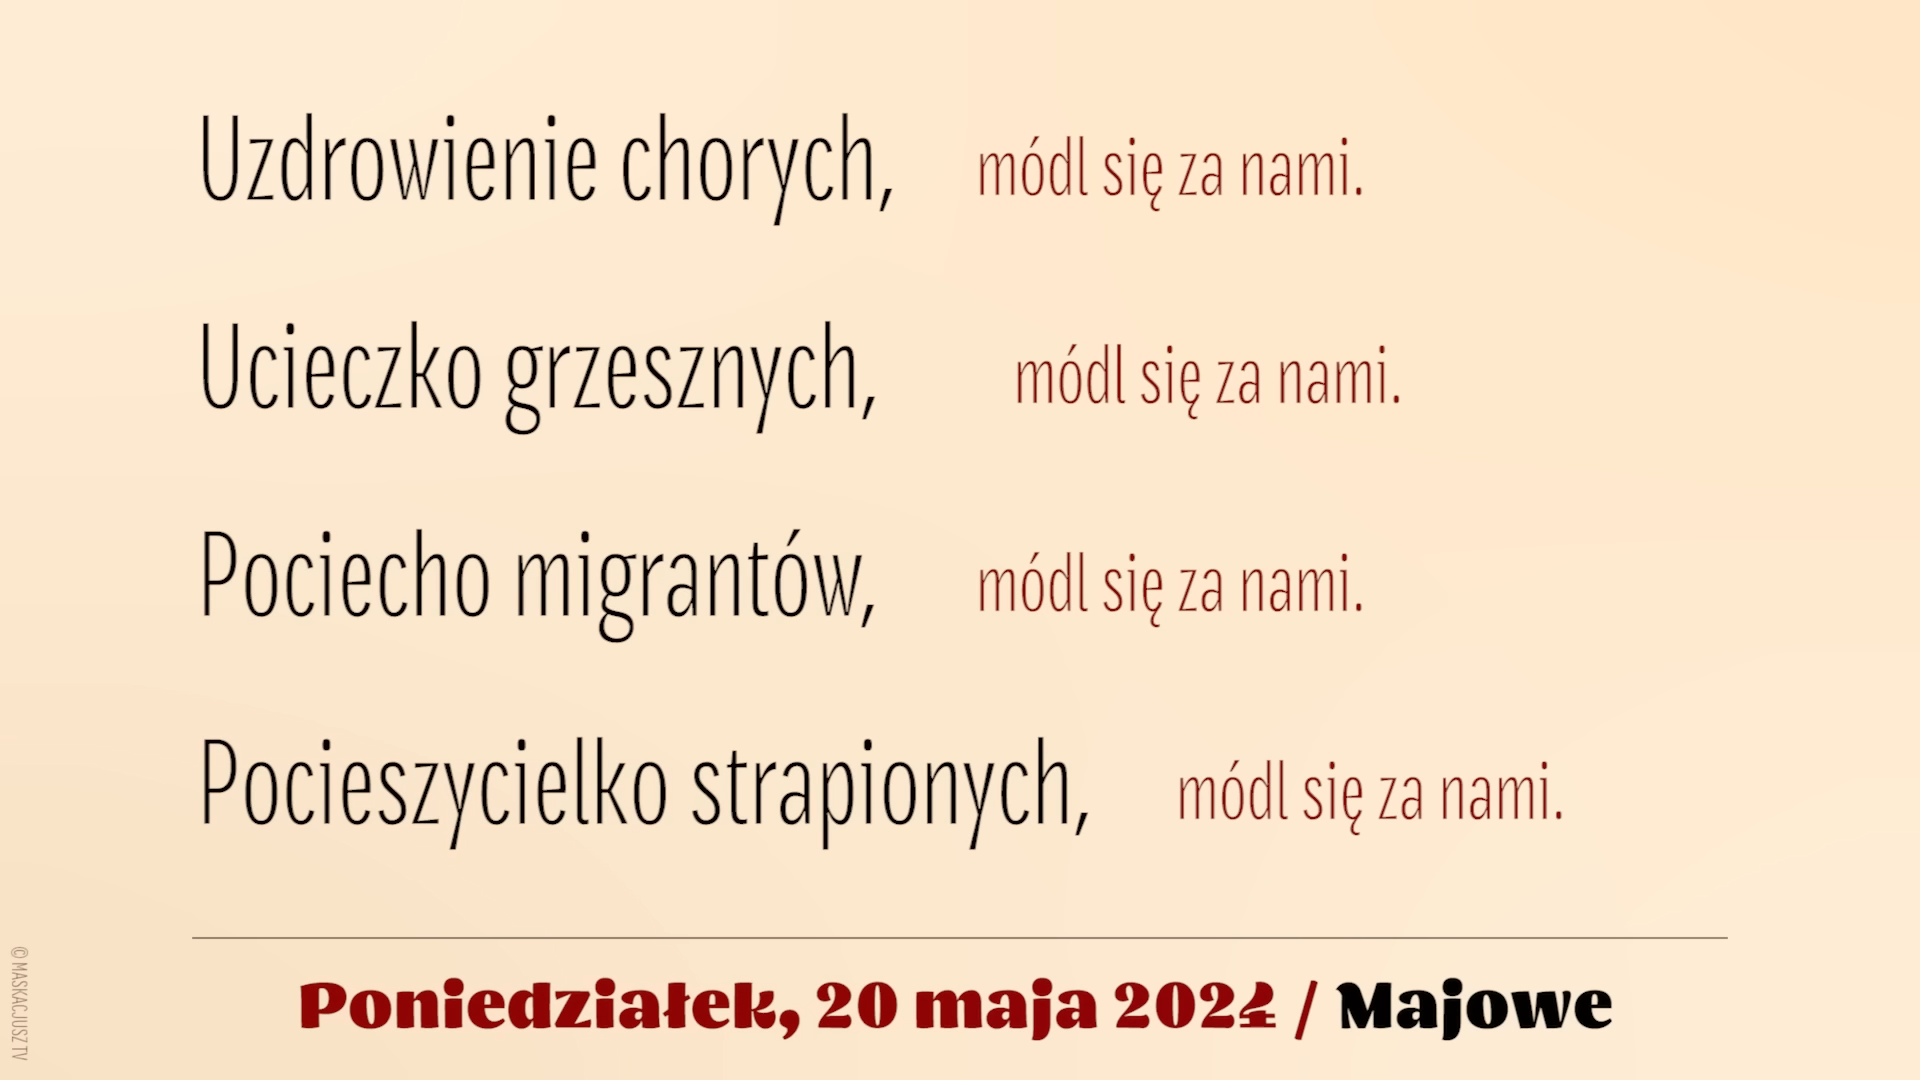 Uzdrowienie chorych, módl się za nami.
Ucieczko grzesznych, módl się za nami.
Pociecho migrantów, módl się za nami.
Pocieszycielko strapionych, módl się za nami.
Poniedziałek, 20 maja 2024 / Majowe
© MASKACJUSZ TV